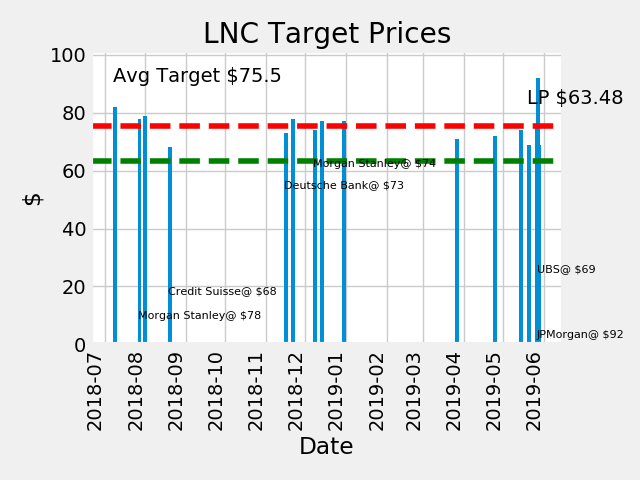 LNC Target Prices
100
80
60
40
20
0
$
Avg Target $75.5
LP $63.48
Morgan Stanley@ $74
Deutsche Bank@ $73
UBS@ $69
Credit Suisse@ $68
Morgan Stanley@ $78
JPMorgan@ $92
2018-07
2018-08
2018-09
2018-10
2018-11
2018-12
2019-01
2019-02
2019-03
2019-04
2019-05
2019-06
Date